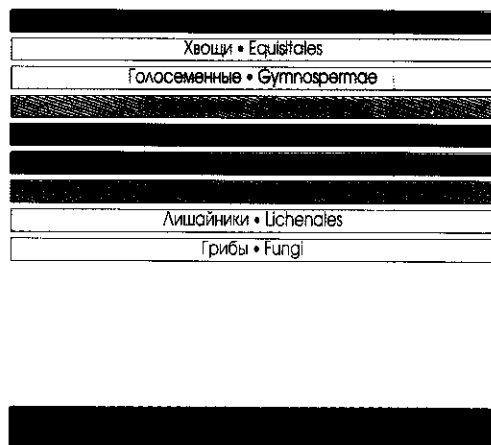 Хвощи • Equisitales
Голосеменные • Gymnospermae
Лишайники • Lichenales
Грибы • Fungi